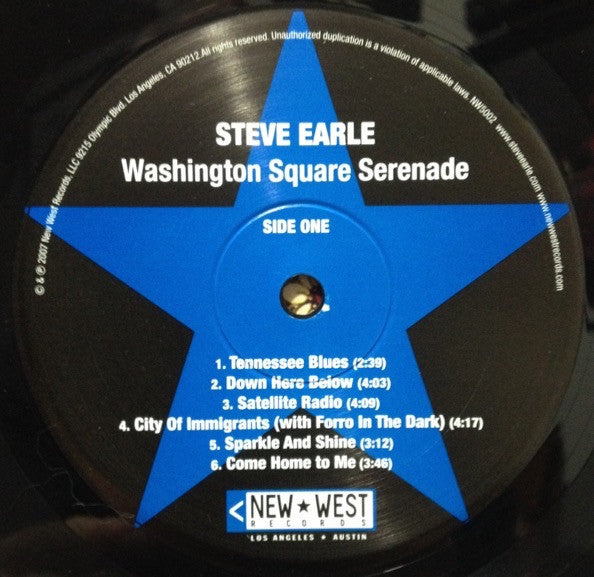 © & ℗ 2007 New West Records, LLC 9215 Olympic Blvd. Los Angeles, CA 90212 All rights reserved. Unauthorized duplication is a violation of applicable laws. NW5002 www.steveearle.com www.newwestrecords.com
STEVE EARLE
Washington Square Serenade
SIDE ONE
1. Tennessee Blues (2:39)
2. Down Here Below (4:03)
3. Satellite Radio (4:09)
4. City Of Immigrants (with Forro In The Dark) (4:17)
5. Sparkle And Shine (3:12)
6. Come Home to Me (3:46)
< NEW ★ WEST
RECORDS
LOS ANGELES ★ AUSTIN